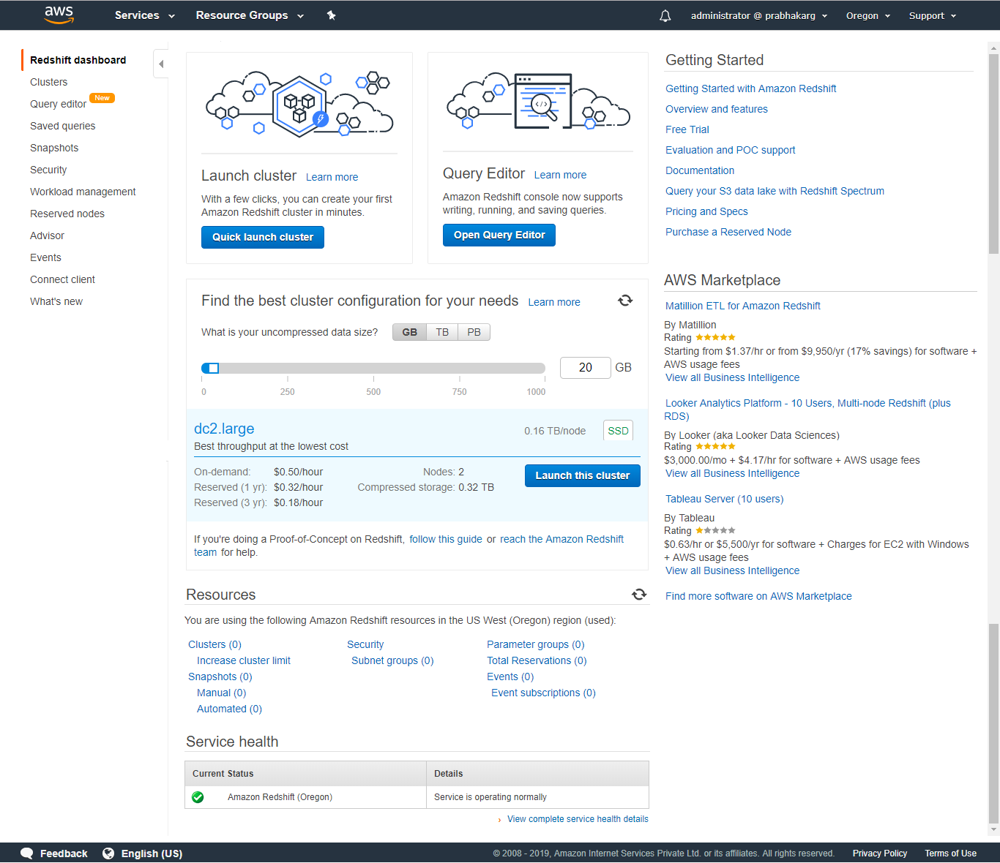 aws
Services
Resource Groups
administrator @ prabhakarg
Oregon
Support
Redshift dashboard
Clusters
Query editor New
Saved queries
Snapshots
Security
Workload management
Reserved nodes
Advisor
Events
Connect client
What's new
Launch cluster Learn more
With a few clicks, you can create your first
Amazon Redshift cluster in minutes.
Quick launch cluster
</>
Query Editor Learn more
Amazon Redshift console now supports
writing, running, and saving queries.
Open Query Editor
Find the best cluster configuration for your needs Learn more
What is your uncompressed data size? GB TB PB
20 GB
0 250 500 750 1000
dc2.large 0.16 TB/node SSD
Best throughput at the lowest cost
On-demand: $0.50/hour Nodes: 2 Launch this cluster
Reserved (1 yr): $0.32/hour Compressed storage: 0.32 TB
Reserved (3 yr): $0.18/hour
If you're doing a Proof-of-Concept on Redshift, follow this guide or reach the Amazon Redshift
team for help.
Resources
You are using the following Amazon Redshift resources in the US West (Oregon) region (used):
Clusters (0) Security Parameter groups (0)
Increase cluster limit Subnet groups (0) Total Reservations (0)
Snapshots (0) Events (0)
Manual (0) Event subscriptions (0)
Automated (0)
Service health
Current Status Details
Amazon Redshift (Oregon) Service is operating normally
› View complete service health details
Getting Started
Getting Started with Amazon Redshift
Overview and features
Free Trial
Evaluation and POC support
Documentation
Query your S3 data lake with Redshift Spectrum
Pricing and Specs
Purchase a Reserved Node
AWS Marketplace
Matillion ETL for Amazon Redshift
By Matillion
Rating
Starting from $1.37/hr or from $9,950/yr (17% savings) for software +
AWS usage fees
View all Business Intelligence
Looker Analytics Platform - 10 Users, Multi-node Redshift (plus
RDS)
By Looker (aka Looker Data Sciences)
Rating
$3,000.00/mo + $4.17/hr for software + AWS usage fees
View all Business Intelligence
Tableau Server (10 users)
By Tableau
Rating
$0.63/hr or $5,500/yr for software + Charges for EC2 with Windows
+ AWS usage fees
View all Business Intelligence
Find more software on AWS Marketplace
Feedback English (US) © 2008 - 2019, Amazon Internet Services Private Ltd. or its affiliates. All rights reserved. Privacy Policy Terms of Use